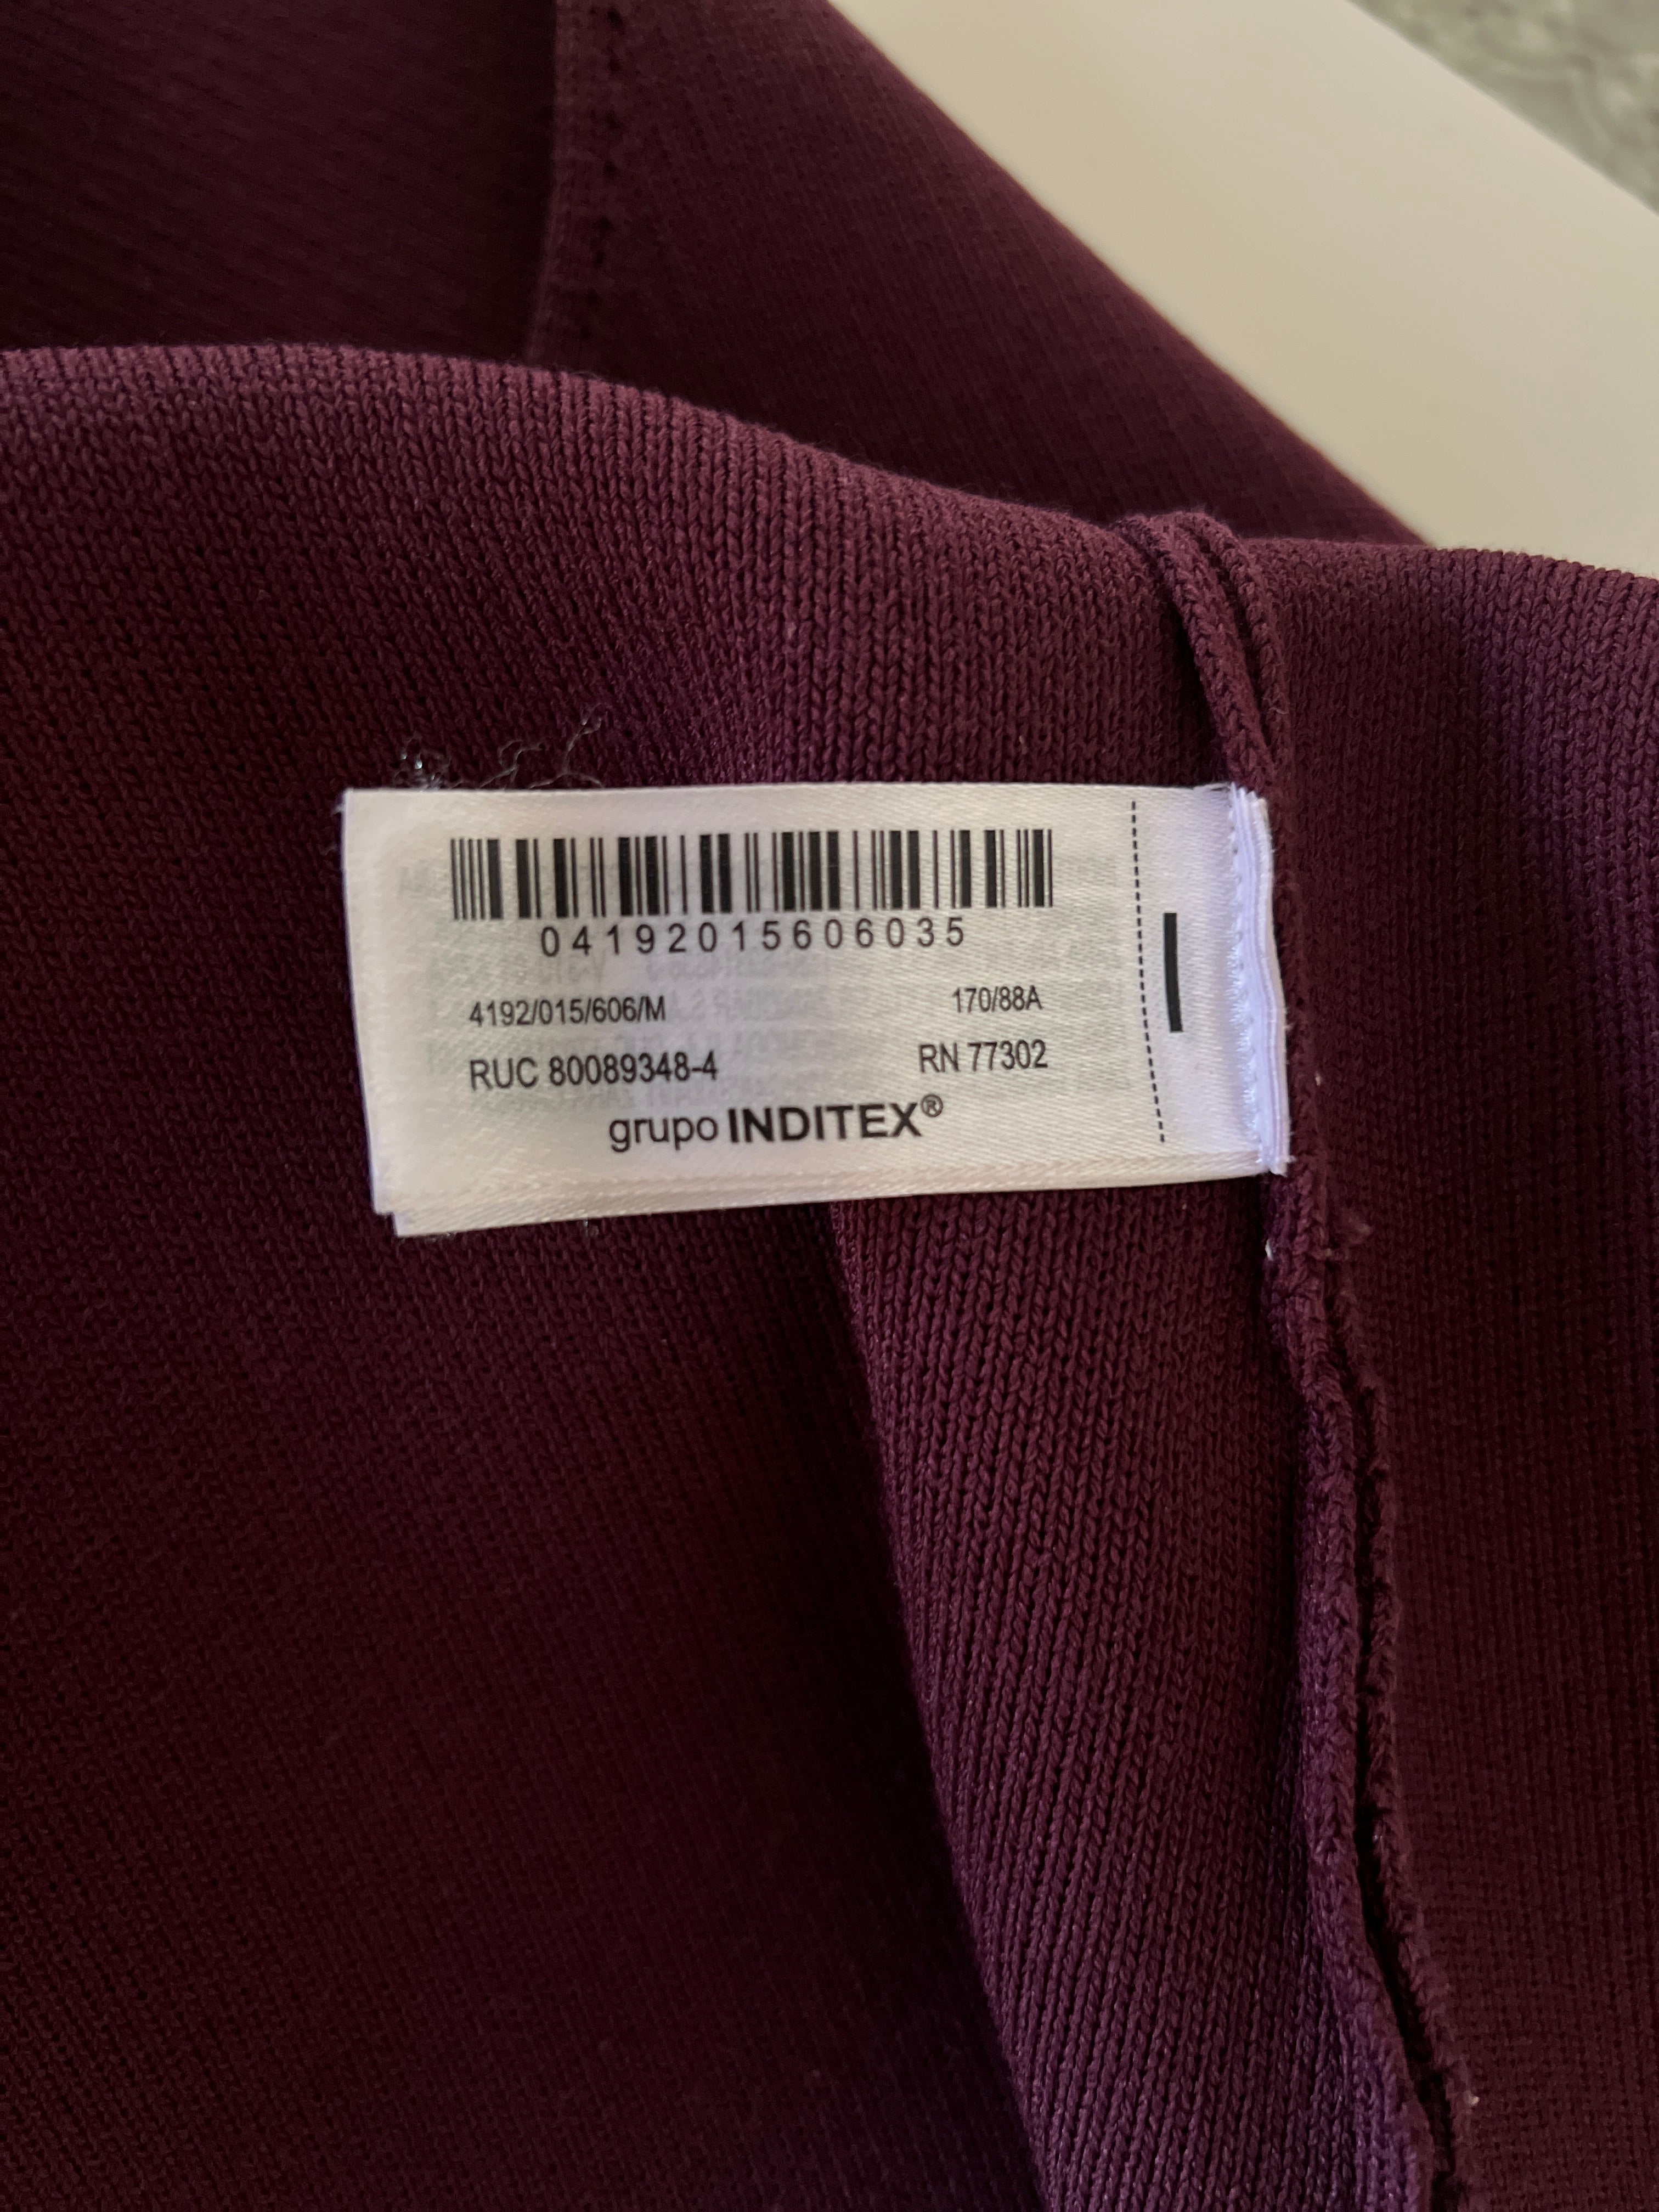 04192015606035
4192/015/606/M 170/88A
RUC 80089348-4 RN 77302
grupo INDITEX®